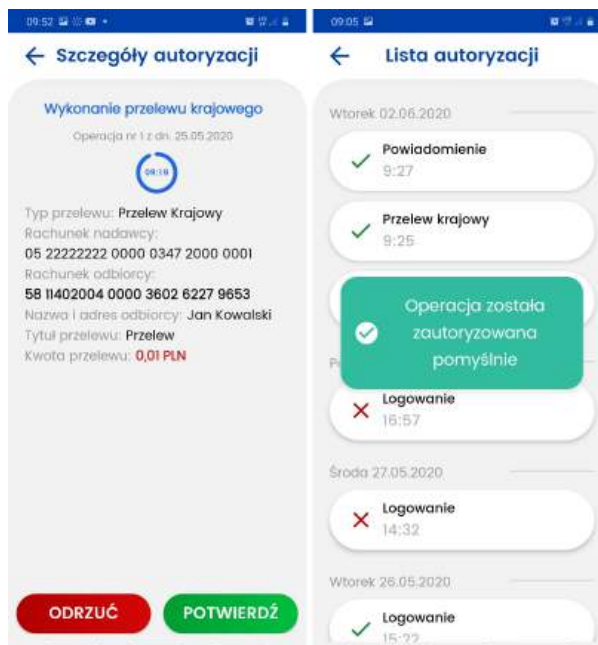 09:52
Szczegóły autoryzacji
Wykonanie przelewu krajowego
Operacja nr 1 z dn. 25.05.2020
09:19
Typ przelewu: Przelew Krajowy
Rachunek nadawcy:
05 22222222 0000 0347 2000 0001
Rachunek odbiorcy:
58 11402004 0000 3602 6227 9653
Nazwa i adres odbiorcy: Jan Kowalski
Tytuł przelewu: Przelew
Kwota przelewu: 0,01 PLN
ODRZUĆ
POTWIERDŹ
09:05
Lista autoryzacji
Wtorek 02.06.2020
Powiadomienie
9:27
Przelew krajowy
9:25
Operacja została
zautoryzowana
pomyślnie
Logowanie
16:57
Środa 27.05.2020
Logowanie
14:32
Wtorek 26.05.2020
Logowanie
15:22